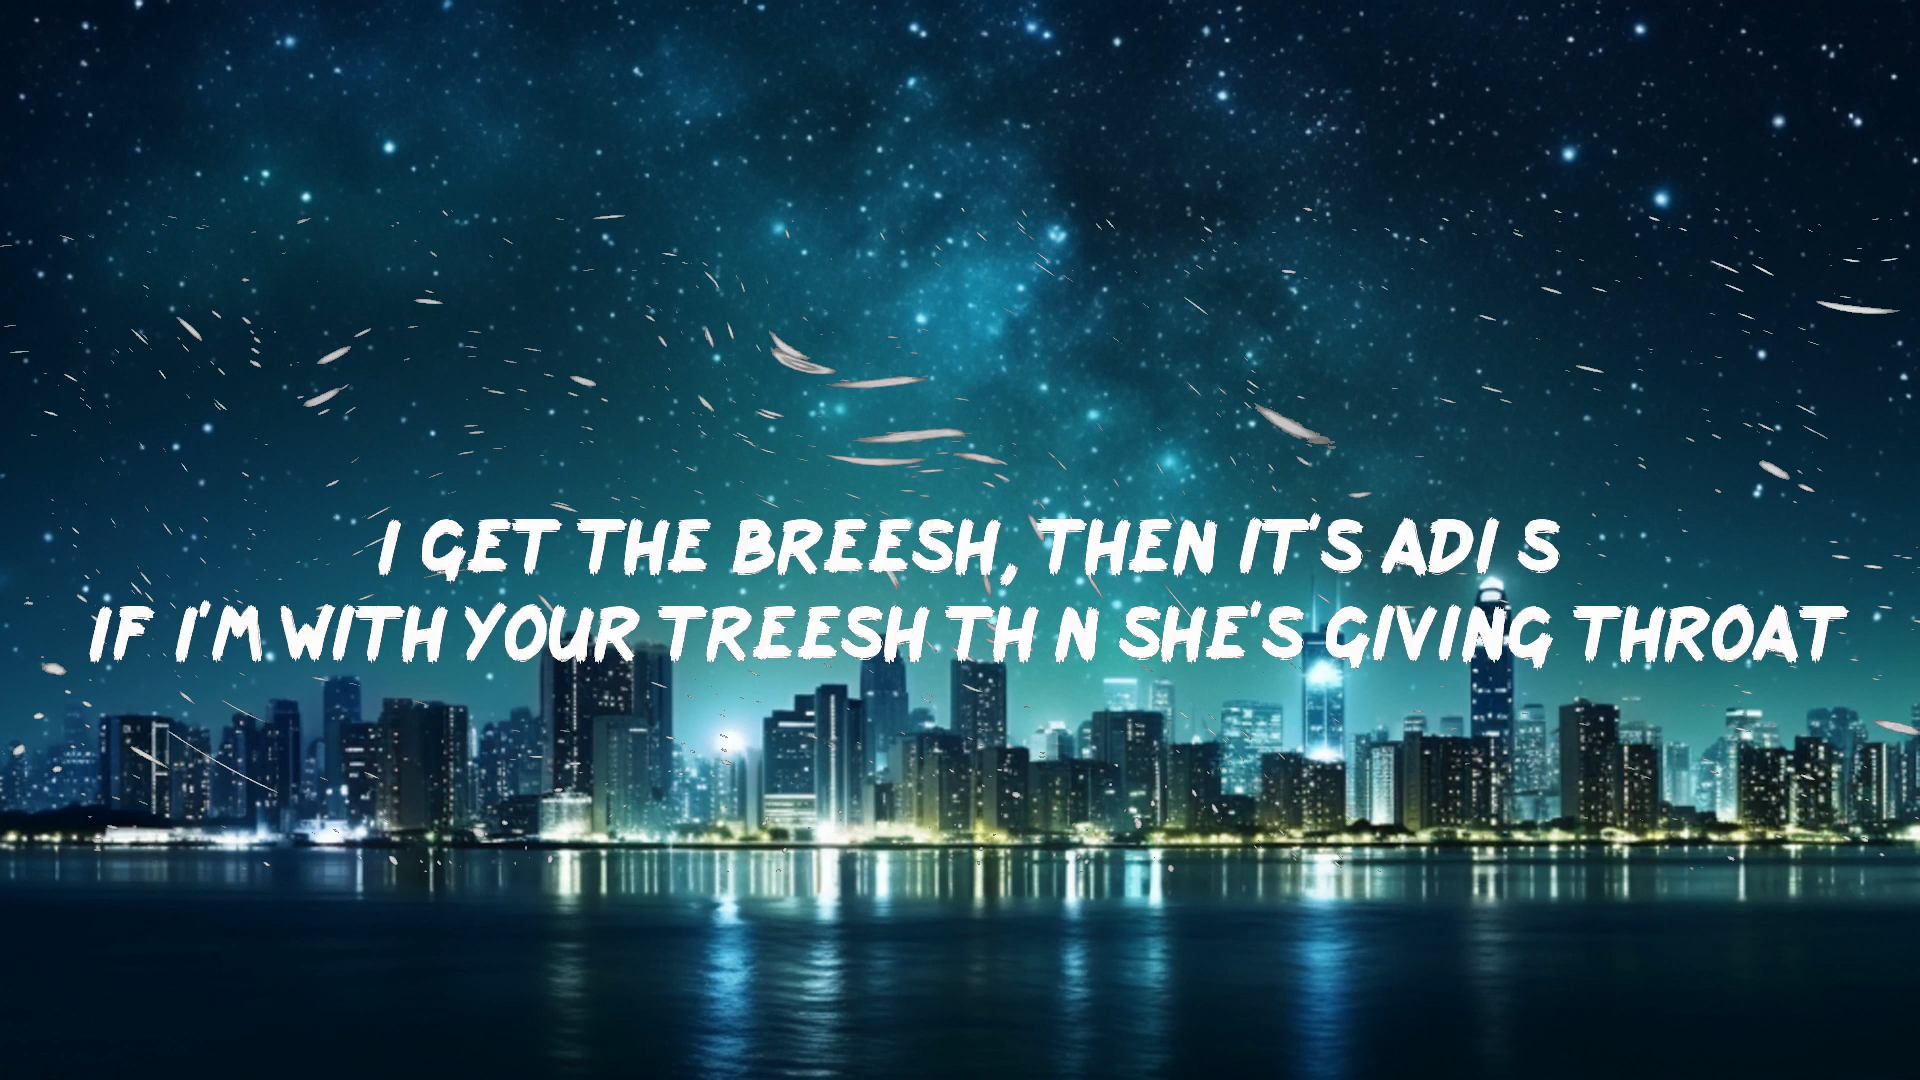 I GET THE BREESH, THEN IT'S ADI S
IF I'M WITH YOUR TREESH TH N SHE'S GIVING THROAT